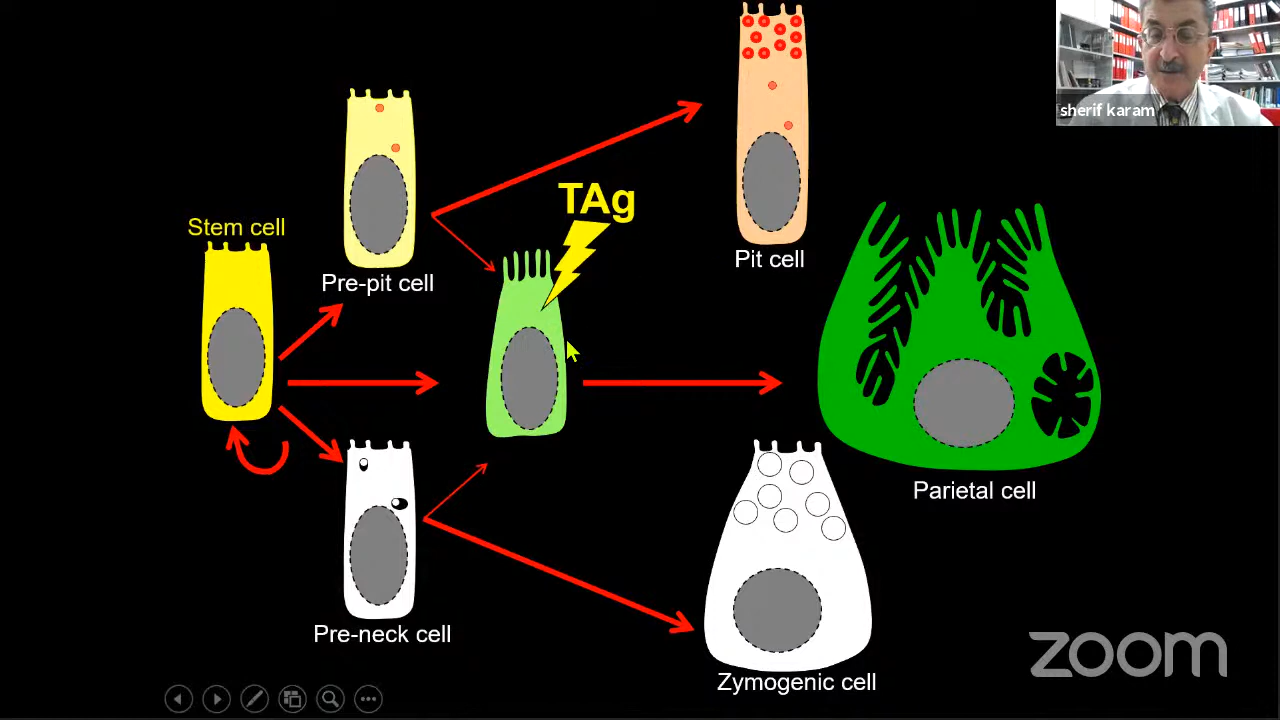 sherif karam
TAg
Stem cell
Pit cell
Pre-pit cell
Parietal cell
Pre-neck cell
Zymogenic cell
zoom